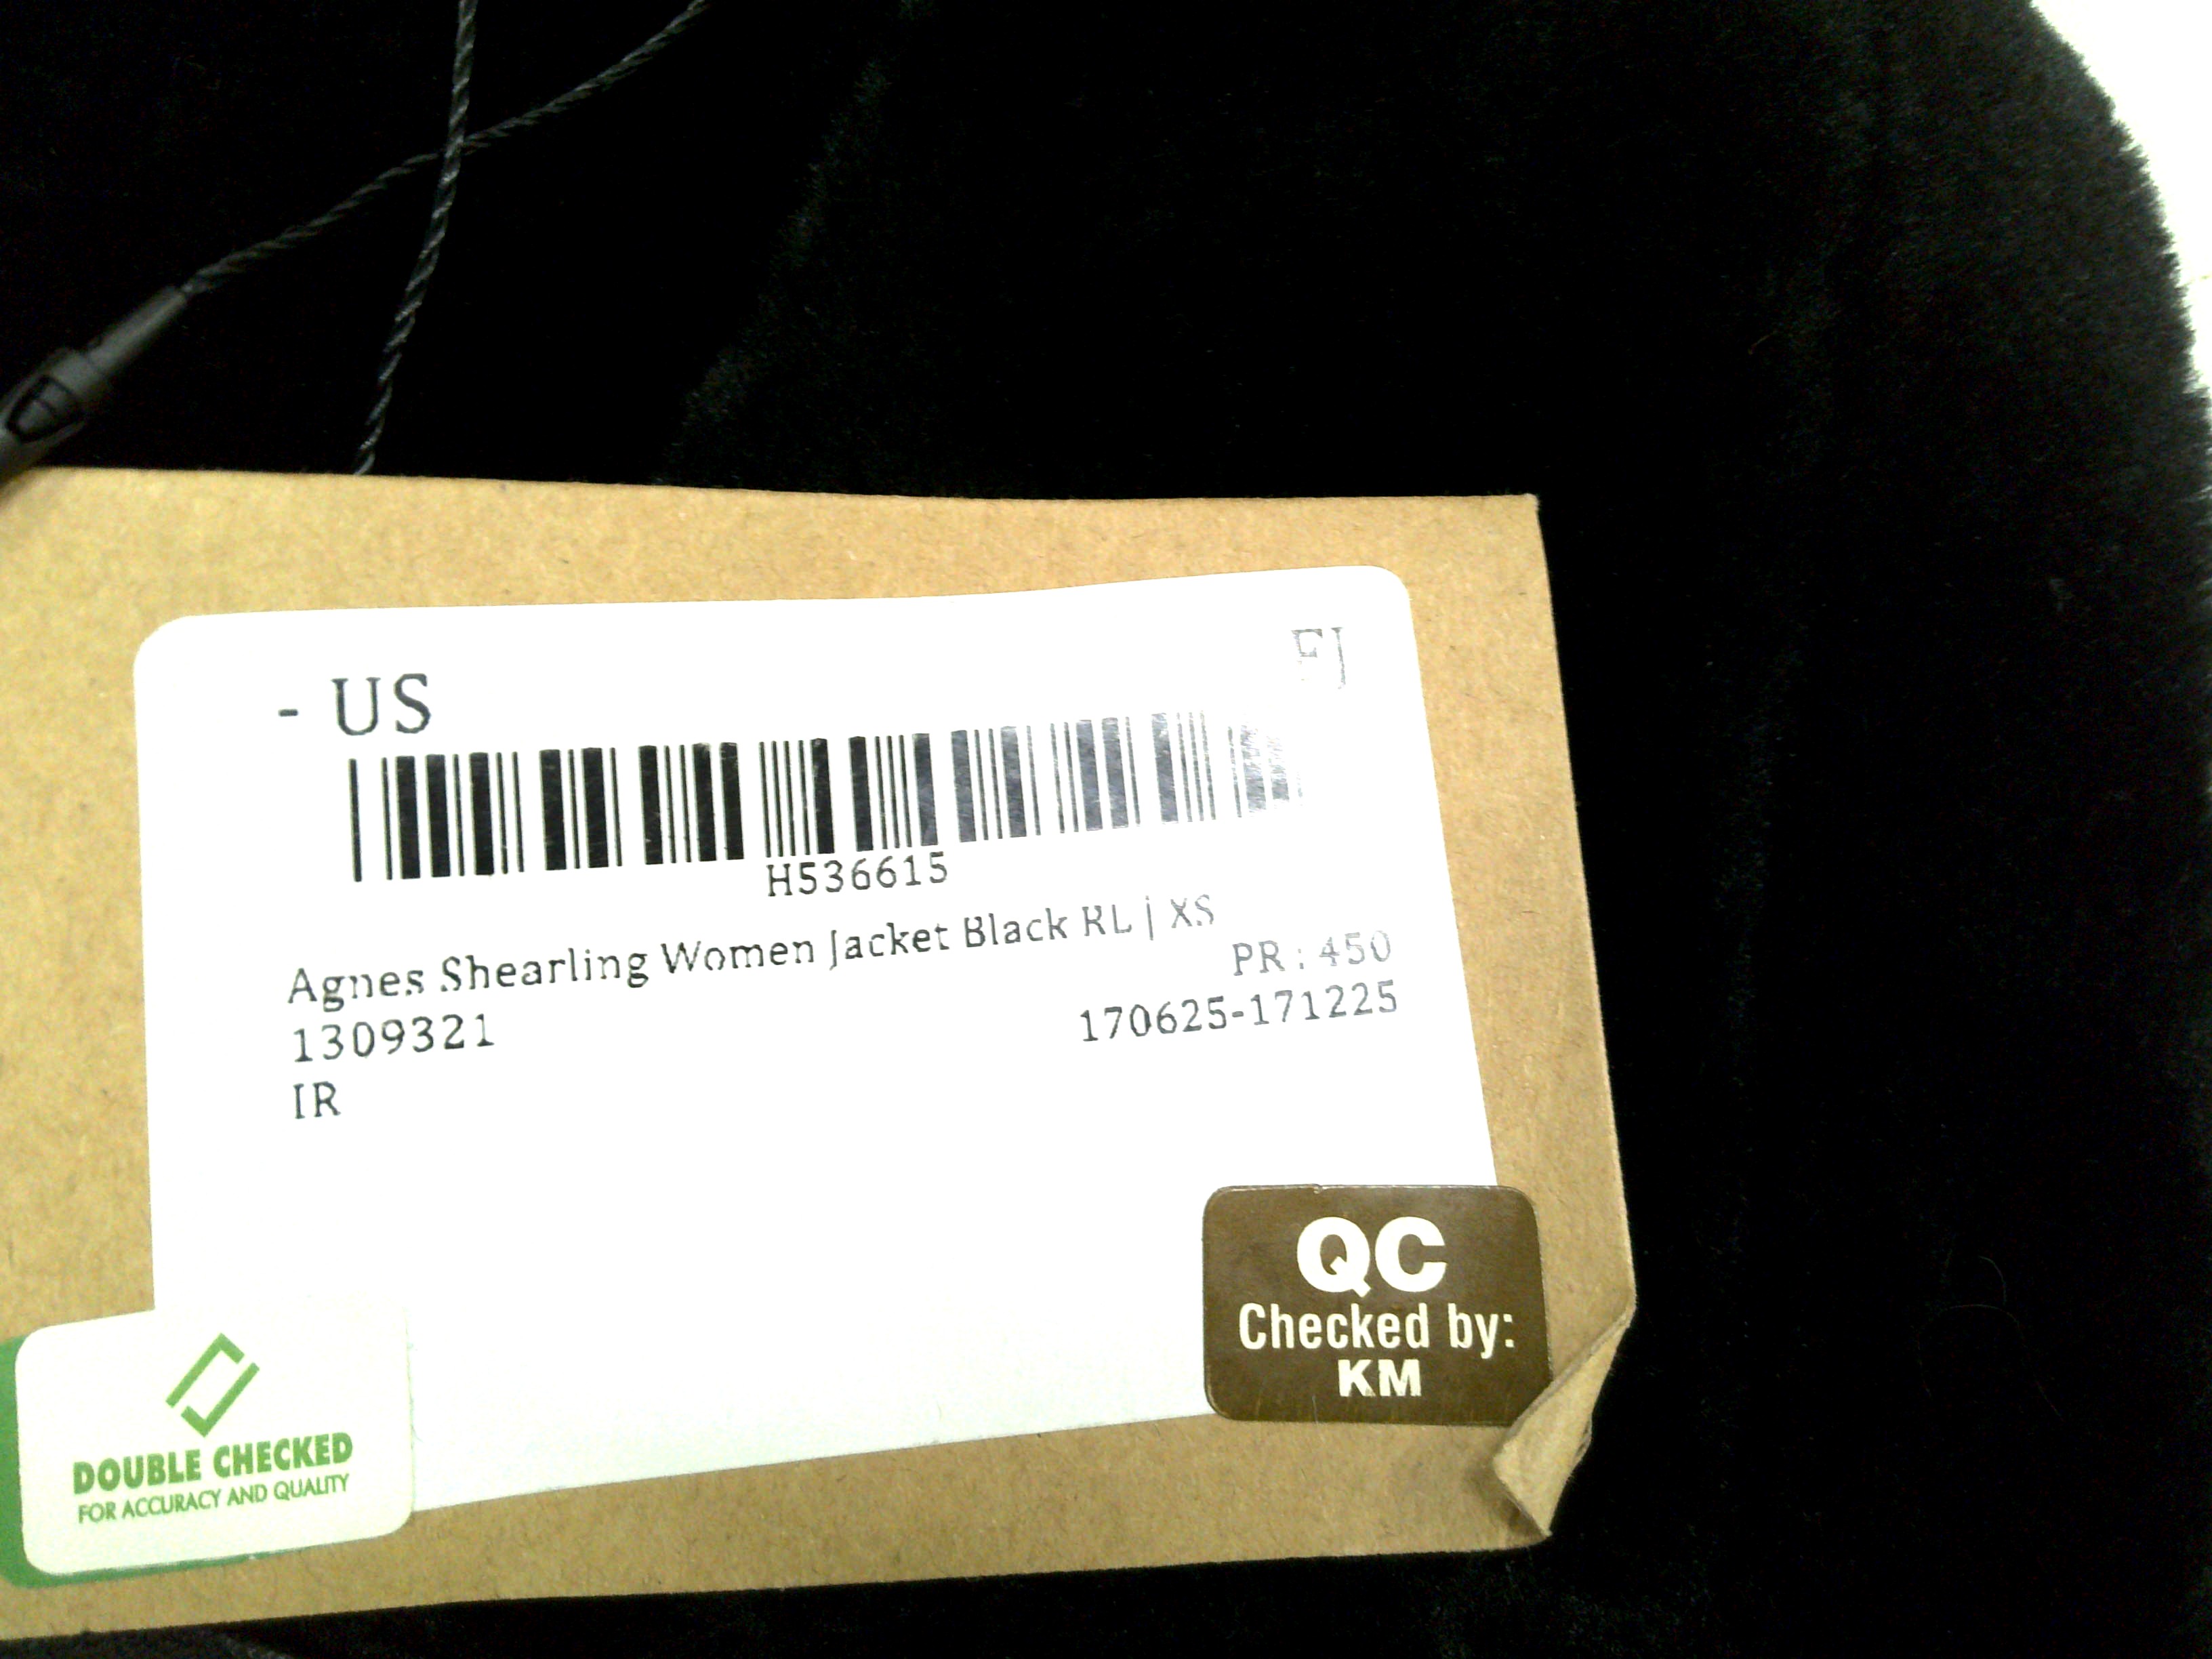 - US FJ
H536615
Agnes Shearling Women Jacket Black RL | XS
PR : 450
1309321 170625-171225
IR
QC
Checked by:
KM
DOUBLE CHECKED
FOR ACCURACY AND QUALITY